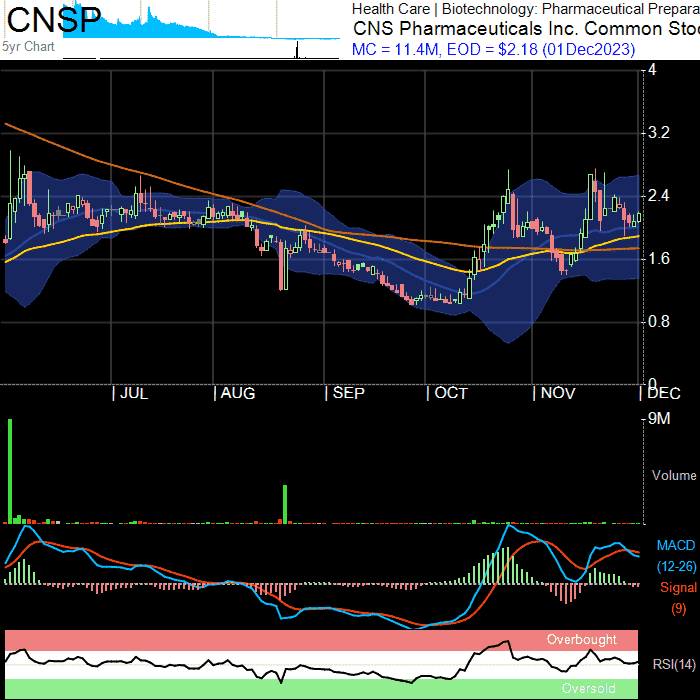 CNSP
5yr Chart
Health Care | Biotechnology: Pharmaceutical Prepara
CNS Pharmaceuticals Inc. Common Stoc
MC = 11.4M, EOD = $2.18 (01Dec2023)
4
3.2
2.4
1.6
0.8
0
JUL AUG SEP OCT NOV DEC
9M
Volume
MACD
(12-26)
Signal
(9)
Overbought
RSI(14)
Oversold